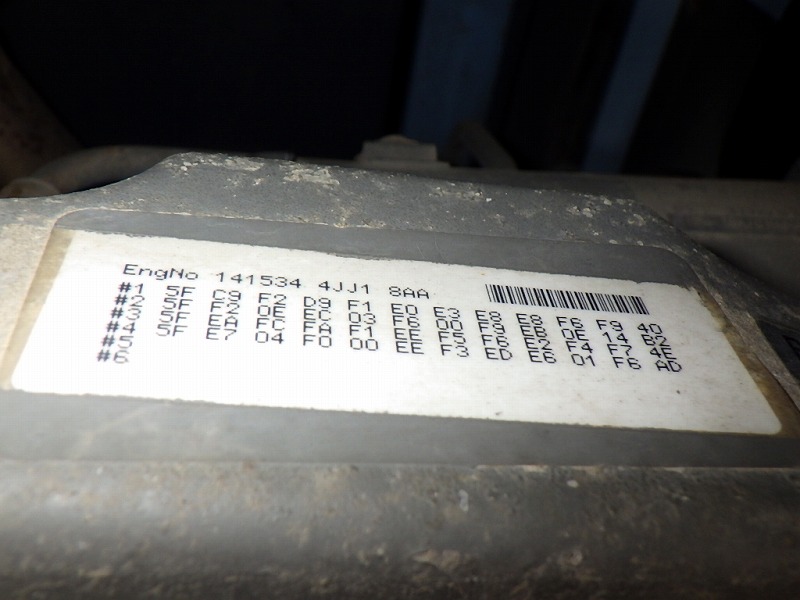 EngNo 141534 4JJ1 8AA
#1 5F C9 F2 D9 F1 E0 E3 E8 E8 F5 F9 40
#2 5F F2 0E EC 03 F6 00 F9 EB 0E 14 B2
#3 5F EA FC FA F1 0E F5 F6 E2 F4 F7 4E
#4 5F E7 04 F0 00 EE F3 ED E6 01 F6 AD
#5
#6